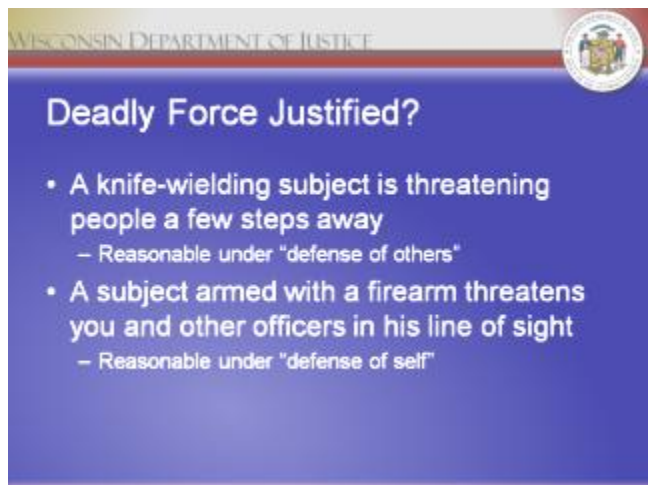 WISCONSIN DEPARTMENT OF JUSTICE
Deadly Force Justified?
• A knife-wielding subject is threatening
people a few steps away
– Reasonable under "defense of others"
• A subject armed with a firearm threatens
you and other officers in his line of sight
– Reasonable under "defense of self"